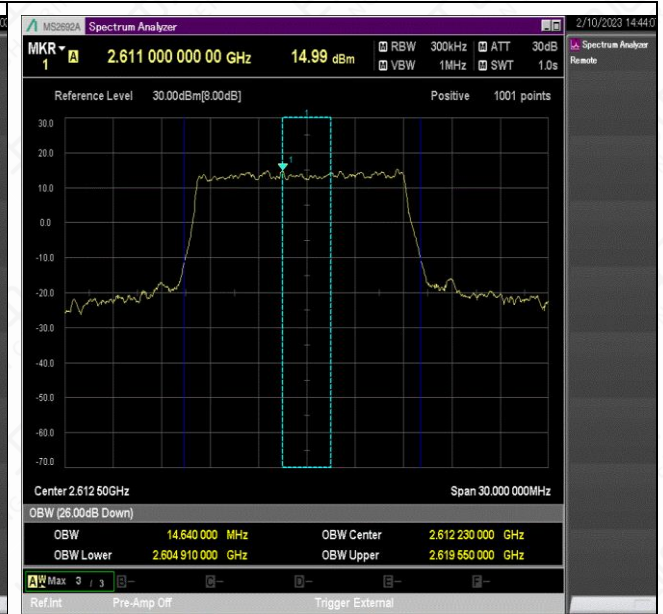 MS2692A Spectrum Analyzer
2/10/2023 14:44:0
MKR 1 A 2.611 000 000 00 GHz 14.99 dBm
M RBW 300kHz M ATT 30dB
M VBW 1MHz M SWT 1.0s
Spectrum Analyzer
Remote
Reference Level 30.00dBm[8.00dB] Positive 1001 points
1
30.0
20.0
1
10.0
0.0
-10.0
-20.0
-30.0
-40.0
-50.0
-60.0
-70.0
Center 2.612 50GHz Span 30.000 000MHz
OBW (26.00dB Down)
OBW 14.640 000 MHz OBW Center 2.612 230 000 GHz
OBW Lower 2.604 910 000 GHz OBW Upper 2.619 550 000 GHz
A W Max 3 / 3 B- C- D- E- F-
Ref.Int Pre-Amp Off Trigger External